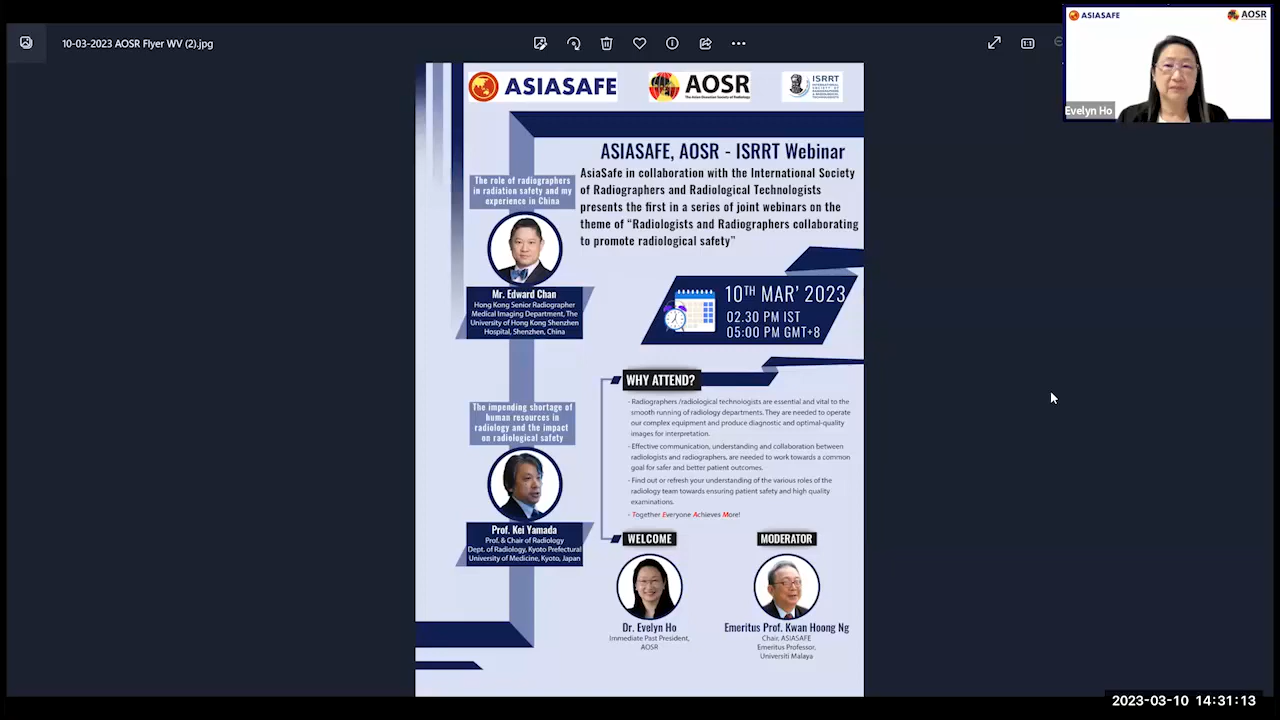 10-03-2023 AOSR Flyer WV (2).jpg
ASIASAFE
AOSR
Evelyn Ho
ASIASAFE
AOSR
The Asian Oceanian Society of Radiology
ISRRT
INTERNATIONAL
SOCIETY OF
RADIOGRAPHERS
& RADIOLOGICAL
TECHNOLOGISTS
ASIASAFE, AOSR - ISRRT Webinar
AsiaSafe in collaboration with the International Society
of Radiographers and Radiological Technologists
presents the first in a series of joint webinars on the
theme of “Radiologists and Radiographers collaborating
to promote radiological safety”
The role of radiographers
in radiation safety and my
experience in China
Mr. Edward Chan
Hong Kong Senior Radiographer
Medical Imaging Department, The
University of Hong Kong Shenzhen
Hospital, Shenzhen, China
10TH MAR’ 2023
02.30 PM IST
05:00 PM GMT+8
The impending shortage of
human resources in
radiology and the impact
on radiological safety
Prof. Kei Yamada
Prof. & Chair of Radiology
Dept. of Radiology, Kyoto Prefectural
University of Medicine, Kyoto, Japan
WHY ATTEND?
- Radiographers /radiological technologists are essential and vital to the
smooth running of radiology departments. They are needed to operate
our complex equipment and produce diagnostic and optimal-quality
images for interpretation.
- Effective communication, understanding and collaboration between
radiologists and radiographers, are needed to work towards a common
goal for safer and better patient outcomes.
- Find out or refresh your understanding of the various roles of the
radiology team towards ensuring patient safety and high quality
examinations.
- Together Everyone Achieves More!
WELCOME
Dr. Evelyn Ho
Immediate Past President,
AOSR
MODERATOR
Emeritus Prof. Kwan Hoong Ng
Chair, ASIASAFE
Emeritus Professor,
Universiti Malaya
2023-03-10 14:31:13